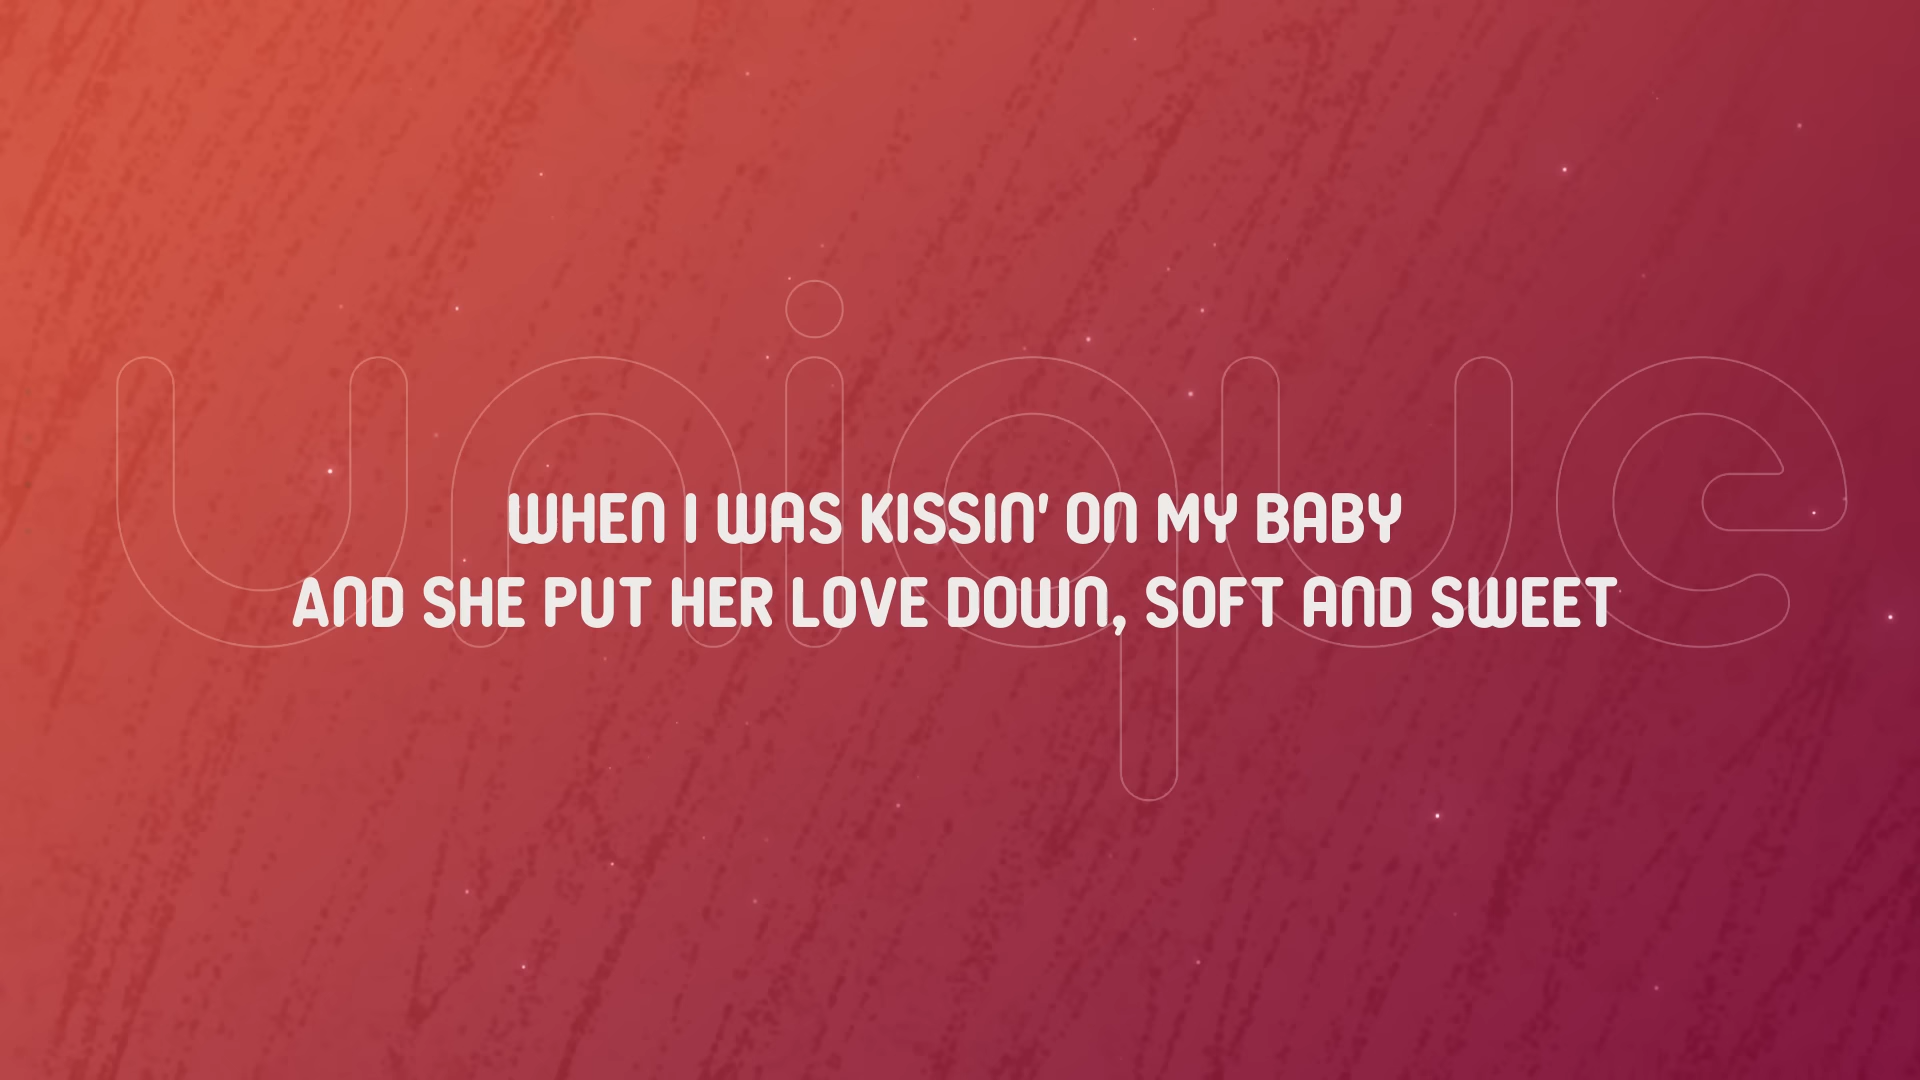 unique
WHEN I WAS KISSIN' ON MY BABY
AND SHE PUT HER LOVE DOWN, SOFT AND SWEET